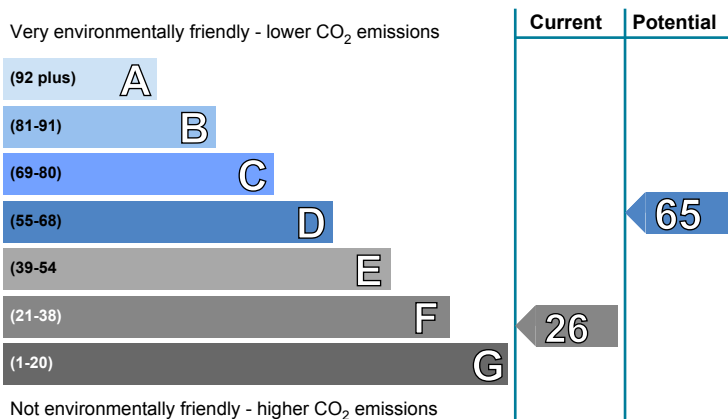 Current Potential
Very environmentally friendly - lower CO2 emissions
(92 plus) A
(81-91) B
(69-80) C
(55-68) D
65
(39-54 E
(21-38) F
26
(1-20) G
Not environmentally friendly - higher CO2 emissions